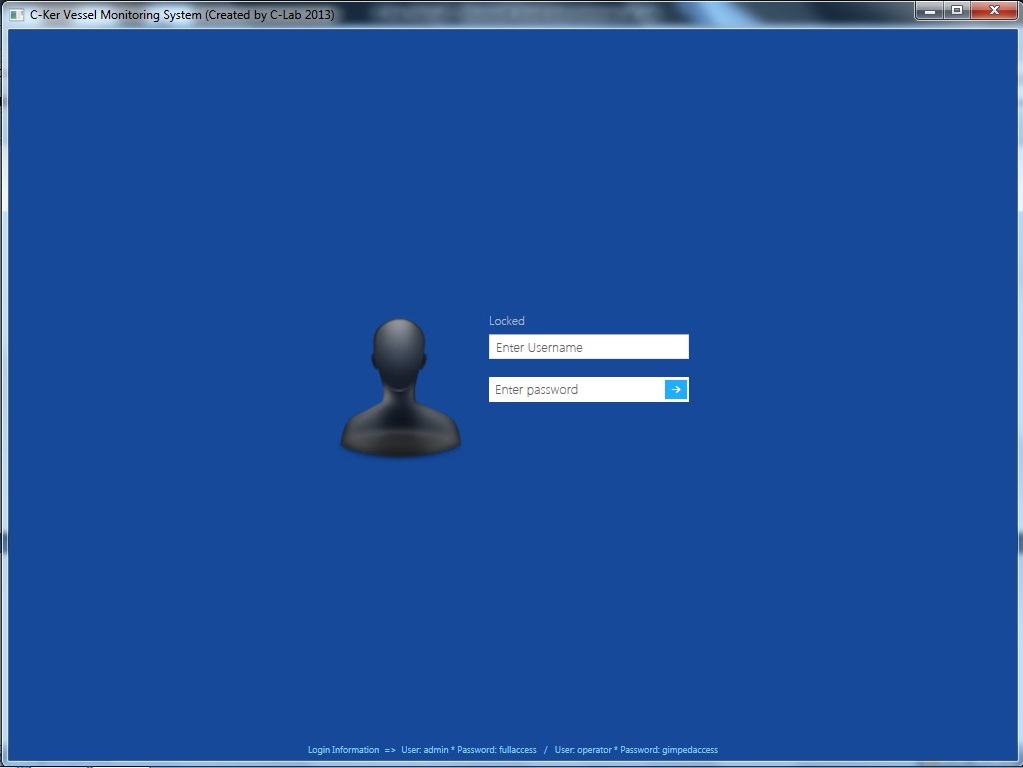 C-Ker Vessel Monitoring System (Created by C-Lab 2013)
Locked
Enter Username
Enter password
Login Information => User: admin * Password: fullaccess / User: operator * Password: gimpedaccess